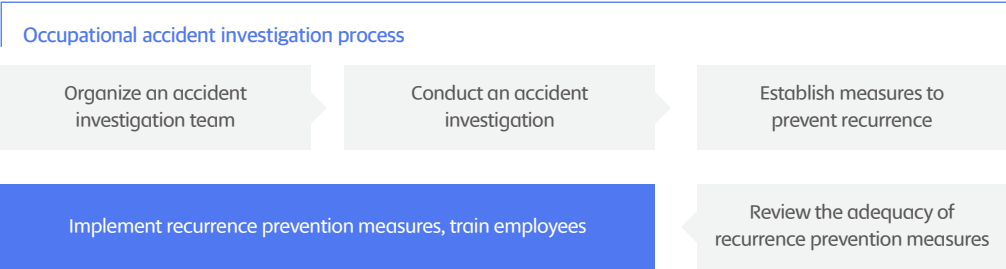 Occupational accident investigation process
Organize an accident
investigation team
Conduct an accident
investigation
Establish measures to
prevent recurrence
Review the adequacy of
recurrence prevention measures
Implement recurrence prevention measures, train employees